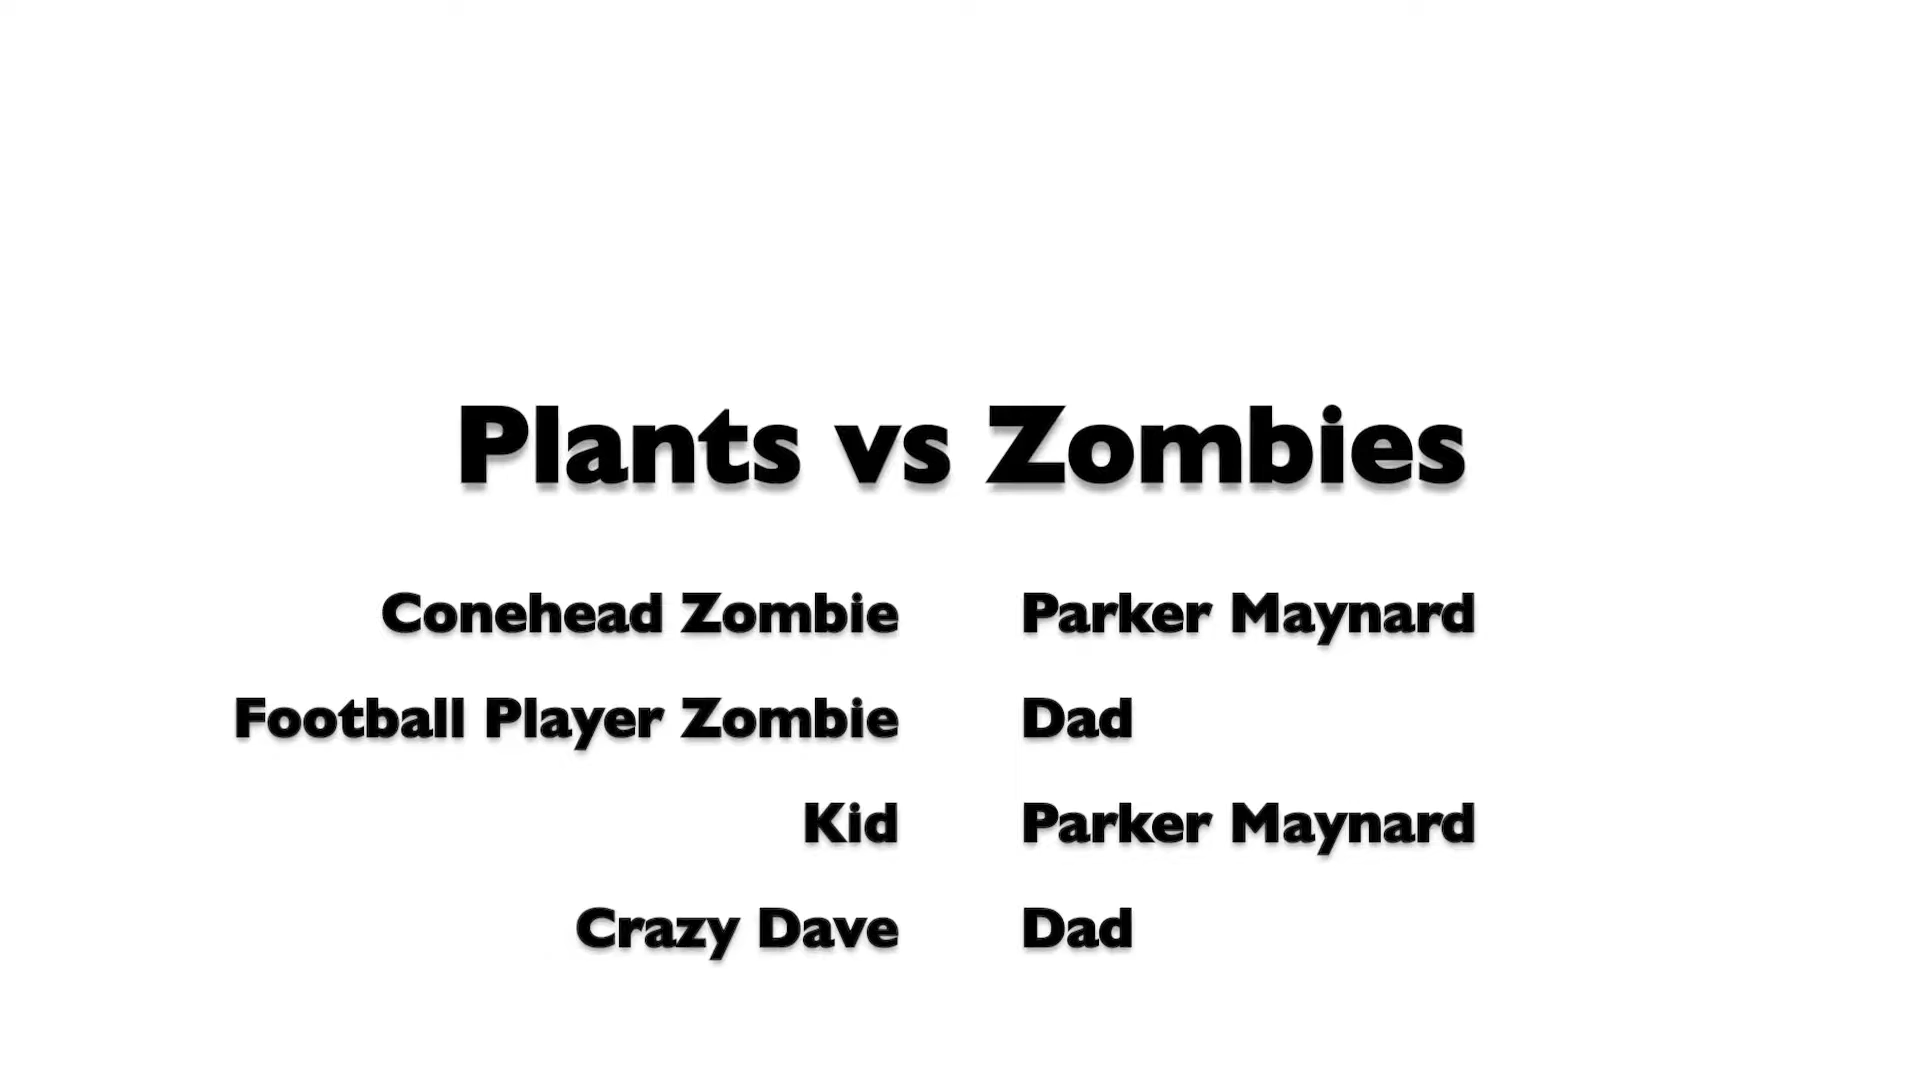 Plants vs Zombies
Conehead Zombie Parker Maynard
Football Player Zombie Dad
Kid Parker Maynard
Crazy Dave Dad